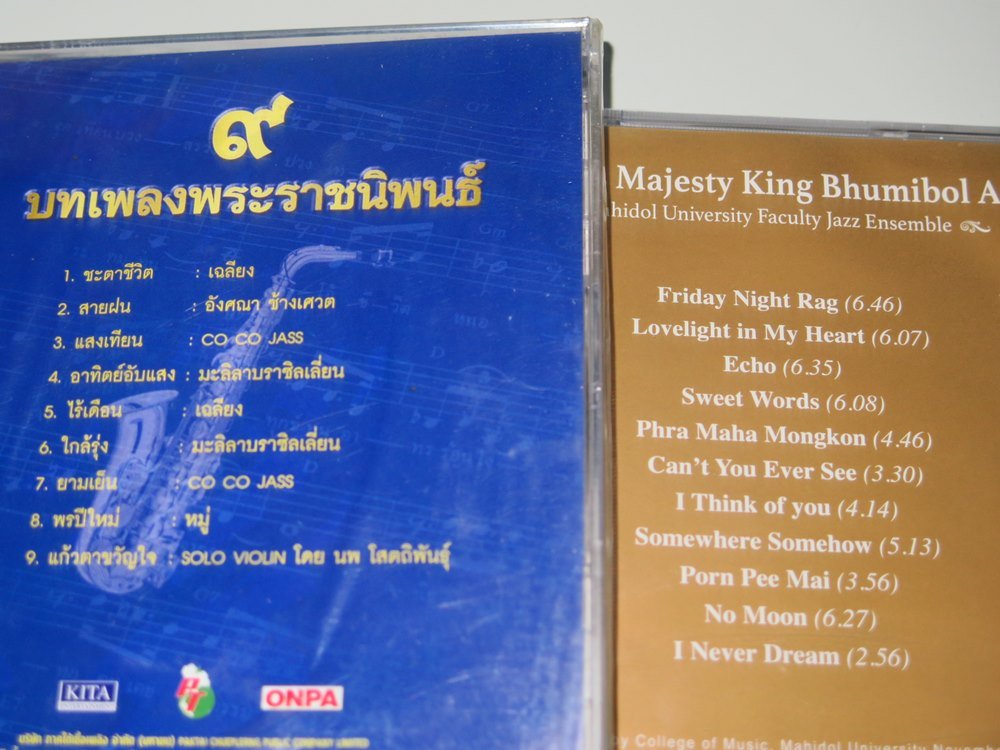 ๙
บทเพลงพระราชนิพนธ์
1. ชะตาชีวิต : เฉลียง
2. สายฝน : อังศณา ช้างเศวต
3. แสงเทียน : CO CO JASS
4. อาทิตย์อับแสง : มะลิลาบราซิลเลี่ยน
5. ไร้เดือน : เฉลียง
6. ใกล้รุ่ง : มะลิลาบราซิลเลี่ยน
7. ยามเย็น : CO CO JASS
8. พรปีใหม่ : หมู่
9. แก้วตาขวัญใจ : SOLO VIOLIN โดย นพ โสตถิพันธุ์
KITA
ENTERTAINMENT
PT
ONPA
Majesty King Bhumibol A
hidol University Faculty Jazz Ensemble
Friday Night Rag (6.46)
Lovelight in My Heart (6.07)
Echo (6.35)
Sweet Words (6.08)
Phra Maha Mongkon (4.46)
Can't You Ever See (3.30)
I Think of you (4.14)
Somewhere Somehow (5.13)
Porn Pee Mai (3.56)
No Moon (6.27)
I Never Dream (2.56)
by College of Music, Mahidol University